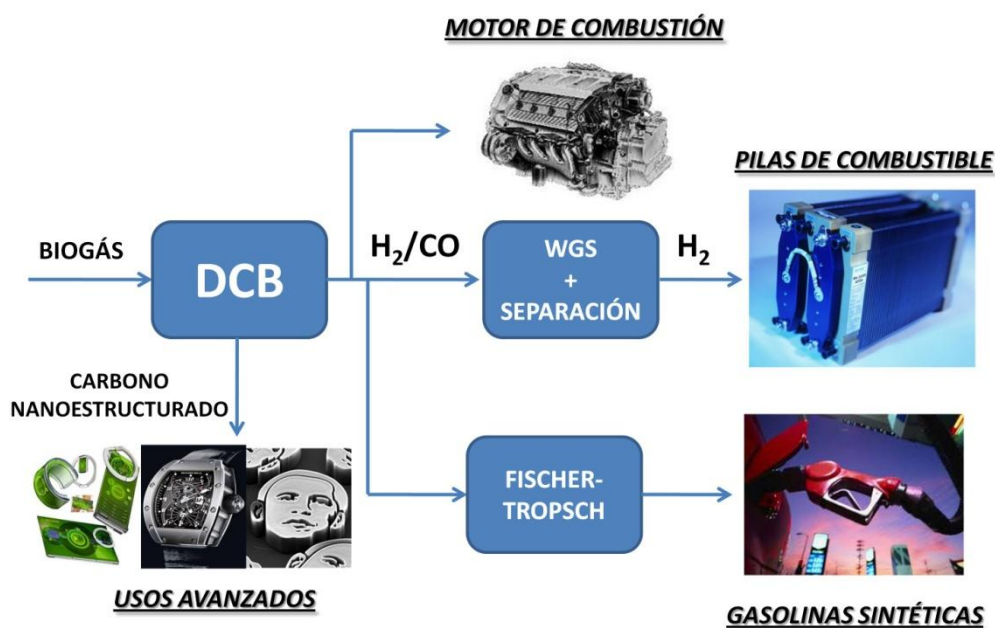 MOTOR DE COMBUSTIÓN
PILAS DE COMBUSTIBLE
BIOGÁS
DCB
H₂/CO
WGS
+
SEPARACIÓN
H₂
CARBONO
NANOESTRUCTURADO
FISCHER-
TROPSCH
USOS AVANZADOS
GASOLINAS SINTÉTICAS